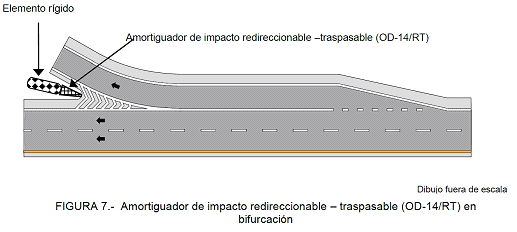 Elemento rígido
Amortiguador de impacto redireccionable –traspasable (OD-14/RT)
Dibujo fuera de escala
FIGURA 7.- Amortiguador de impacto redireccionable – traspasable (OD-14/RT) en
bifurcación